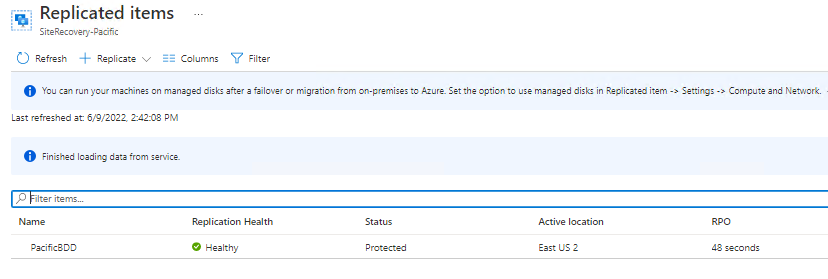 Replicated items ...
SiteRecovery-Pacific
Refresh Replicate Columns Filter
You can run your machines on managed disks after a failover or migration from on-premises to Azure. Set the option to use managed disks in Replicated item -> Settings -> Compute and Network.
Last refreshed at: 6/9/2022, 2:42:08 PM
Finished loading data from service.
Filter items...
Name Replication Health Status Active location RPO
PacificBDD Healthy Protected East US 2 48 seconds